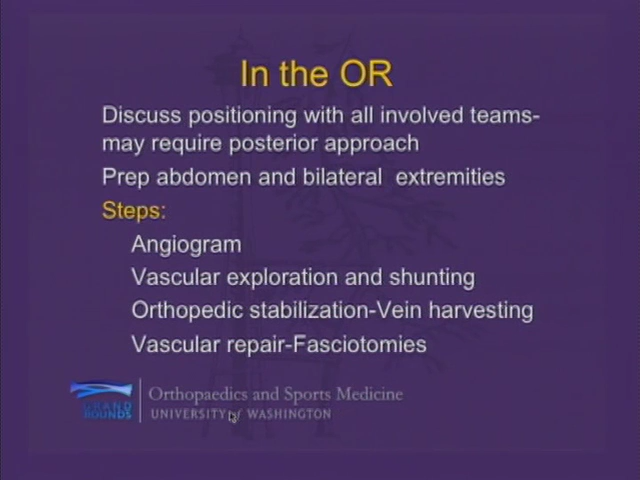 In the OR
Discuss positioning with all involved teams-
may require posterior approach
Prep abdomen and bilateral extremities
Steps:
Angiogram
Vascular exploration and shunting
Orthopedic stabilization-Vein harvesting
Vascular repair-Fasciotomies
GRAND
ROUNDS
Orthopaedics and Sports Medicine
UNIVERSITY of WASHINGTON